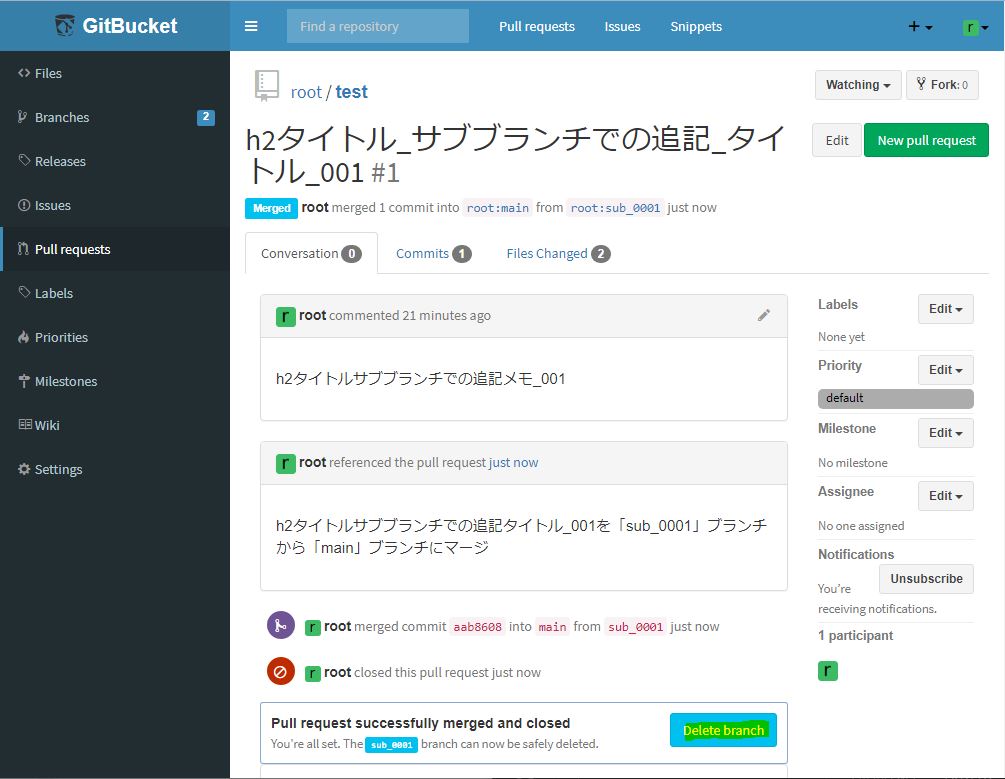 GitBucket
Find a repository
Pull requests
Issues
Snippets
r
Files
Branches 2
Releases
Issues
Pull requests
Labels
Priorities
Milestones
Wiki
Settings
root / test
Watching
Fork: 0
h2タイトル_サブブランチでの追記_タイ
トル_001 #1
Edit
New pull request
Merged root merged 1 commit into root:main from root:sub_0001 just now
Conversation 0
Commits 1
Files Changed 2
r root commented 21 minutes ago
h2タイトルサブブランチでの追記メモ_001
r root referenced the pull request just now
h2タイトルサブブランチでの追記タイトル_001を「sub_0001」ブランチ
から「main」ブランチにマージ
r root merged commit aab8608 into main from sub_0001 just now
r root closed this pull request just now
Pull request successfully merged and closed
You're all set. The sub_0001 branch can now be safely deleted.
Delete branch
Labels
Edit
None yet
Priority
Edit
default
Milestone
Edit
No milestone
Assignee
Edit
No one assigned
Notifications
Unsubscribe
You're
receiving notifications.
1 participant
r